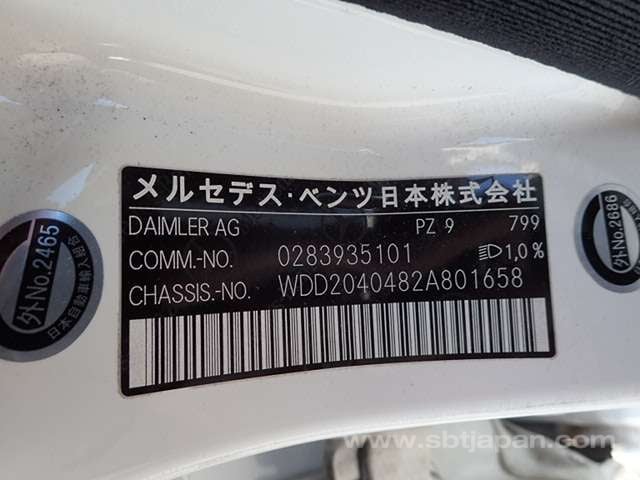 メルセデス・ベンツ日本株式会社
DAIMLER AG PZ 9 799
COMM.-NO. 0283935101 1,0%
CHASSIS.-NO. WDD2040482A801658
外No.2465
日本自動車輸入組合
外No.2686
www.sbtjapan.com